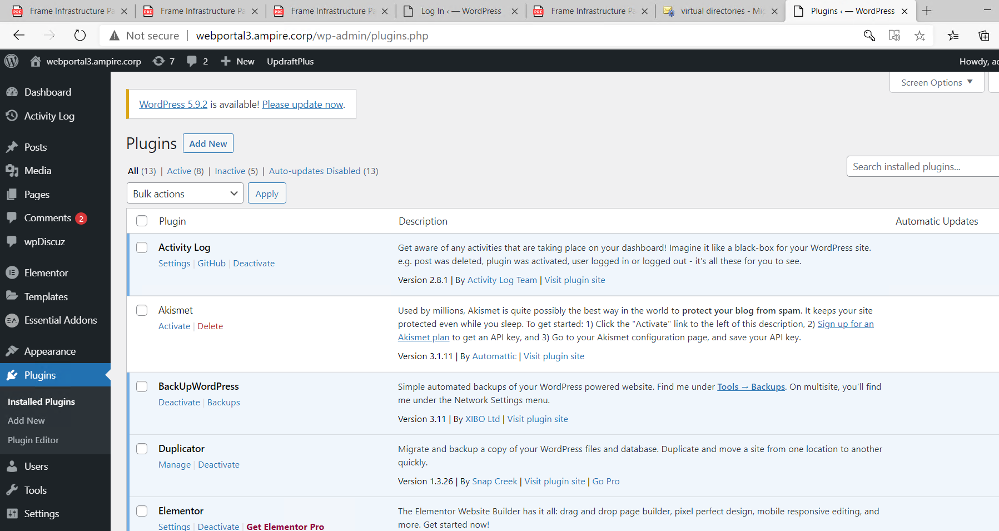 Frame Infrastructure Pa
Frame Infrastructure Pa
Frame Infrastructure Pa
Log In ‹ — WordPress
Frame Infrastructure Pa
virtual directories - Mic
Plugins ‹ — WordPress
Not secure | webportal3.ampire.corp/wp-admin/plugins.php
webportal3.ampire.corp 7 2 New UpdraftPlus
Howdy, ad
Dashboard
Activity Log
Posts
Media
Pages
Comments 2
wpDiscuz
Elementor
Templates
Essential Addons
Appearance
Plugins
Installed Plugins
Add New
Plugin Editor
Users
Tools
Settings
Screen Options
WordPress 5.9.2 is available! Please update now.
Plugins Add New
All (13) | Active (8) | Inactive (5) | Auto-updates Disabled (13)
Search installed plugins...
Bulk actions Apply
Plugin Description Automatic Updates
Activity Log
Settings | GitHub | Deactivate
Get aware of any activities that are taking place on your dashboard! Imagine it like a black-box for your WordPress site.
e.g. post was deleted, plugin was activated, user logged in or logged out - it's all these for you to see.
Version 2.8.1 | By Activity Log Team | Visit plugin site
Akismet
Activate | Delete
Used by millions, Akismet is quite possibly the best way in the world to protect your blog from spam. It keeps your site
protected even while you sleep. To get started: 1) Click the "Activate" link to the left of this description, 2) Sign up for an
Akismet plan to get an API key, and 3) Go to your Akismet configuration page, and save your API key.
Version 3.1.11 | By Automattic | Visit plugin site
BackUpWordPress
Deactivate | Backups
Simple automated backups of your WordPress powered website. Find me under Tools → Backups. On multisite, you'll find
me under the Network Settings menu.
Version 3.11 | By XIBO Ltd | Visit plugin site
Duplicator
Manage | Deactivate
Migrate and backup a copy of your WordPress files and database. Duplicate and move a site from one location to another
quickly.
Version 1.3.26 | By Snap Creek | Visit plugin site | Go Pro
Elementor
Settings | Deactivate | Get Elementor Pro
The Elementor Website Builder has it all: drag and drop page builder, pixel perfect design, mobile responsive editing, and
more. Get started now!